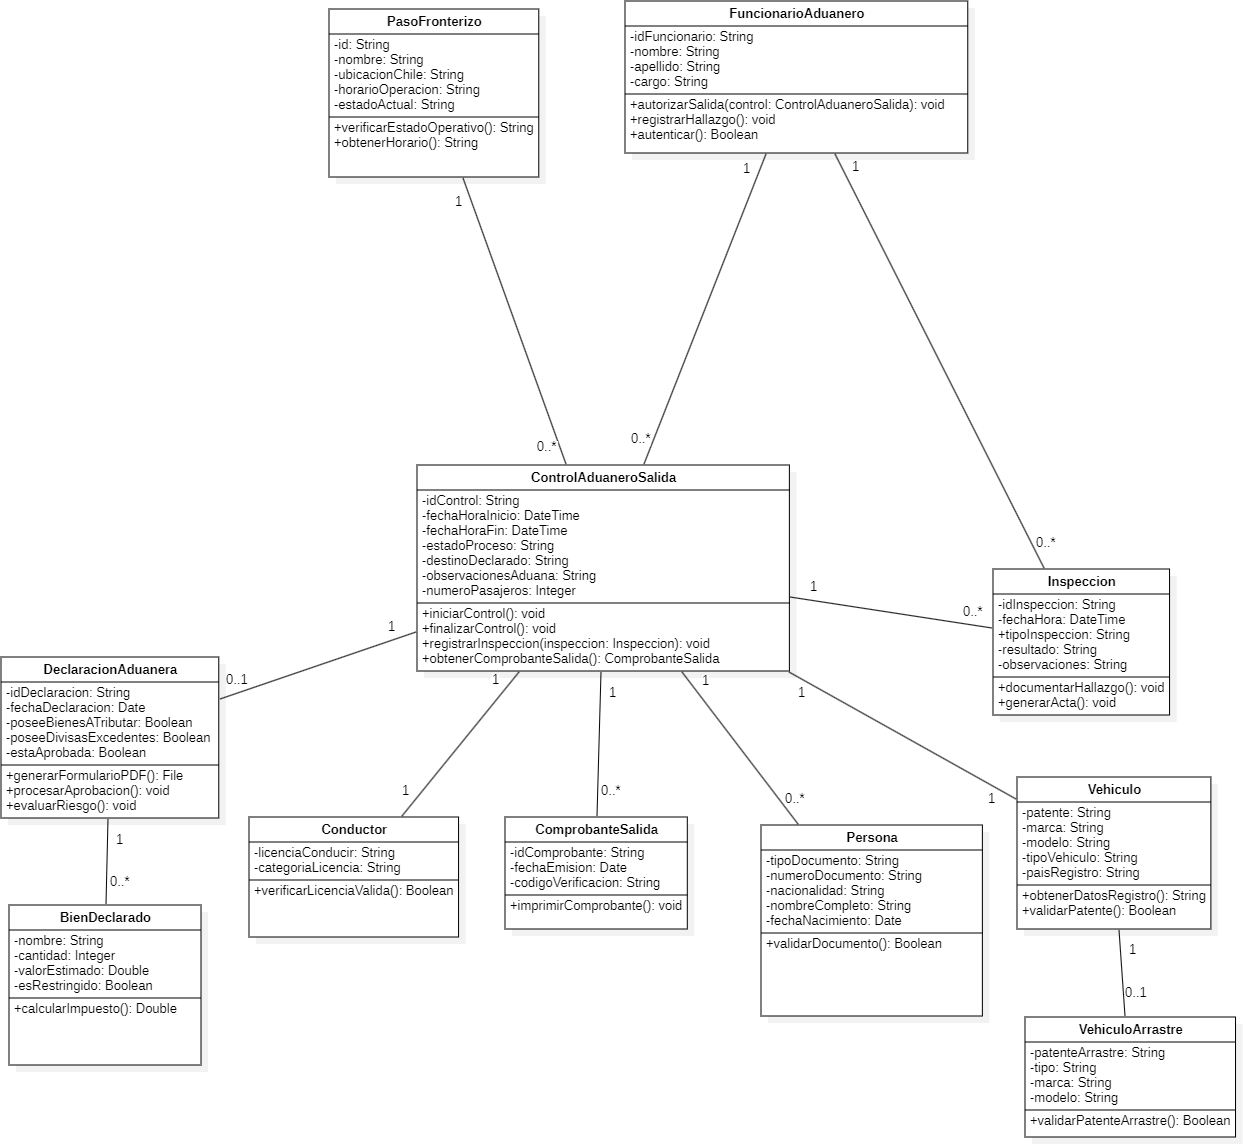 PasoFronterizo
-id: String
-nombre: String
-ubicacionChile: String
-horarioOperacion: String
-estadoActual: String
+verificarEstadoOperativo(): String
+obtenerHorario(): String
FuncionarioAduanero
-idFuncionario: String
-nombre: String
-apellido: String
-cargo: String
+autorizarSalida(control: ControlAduaneroSalida): void
+registrarHallazgo(): void
+autenticar(): Boolean
1
1
1
0..*
0..*
0..*
ControlAduaneroSalida
-idControl: String
-fechaHoraInicio: DateTime
-fechaHoraFin: DateTime
-estadoProceso: String
-destinoDeclarado: String
-observacionesAduana: String
-numeroPasajeros: Integer
+iniciarControl(): void
+finalizarControl(): void
+registrarInspeccion(inspeccion: Inspeccion): void
+obtenerComprobanteSalida(): ComprobanteSalida
1
0..*
Inspeccion
-idInspeccion: String
-fechaHora: DateTime
+tipoInspeccion: String
-resultado: String
-observaciones: String
+documentarHallazgo(): void
+generarActa(): void
1
0..1
DeclaracionAduanera
-idDeclaracion: String
-fechaDeclaracion: Date
-poseeBienesATributar: Boolean
-poseeDivisasExcedentes: Boolean
-estaAprobada: Boolean
+generarFormularioPDF(): File
+procesarAprobacion(): void
+evaluarRiesgo(): void
1
1
1
1
1
0..*
0..*
1
Conductor
-licenciaConducir: String
-categoriaLicencia: String
+verificarLicenciaValida(): Boolean
ComprobanteSalida
-idComprobante: String
-fechaEmision: Date
-codigoVerificacion: String
+imprimirComprobante(): void
Persona
-tipoDocumento: String
-numeroDocumento: String
-nacionalidad: String
-nombreCompleto: String
-fechaNacimiento: Date
+validarDocumento(): Boolean
Vehiculo
-patente: String
-marca: String
-modelo: String
-tipoVehiculo: String
-paisRegistro: String
+obtenerDatosRegistro(): String
+validarPatente(): Boolean
1
0..*
BienDeclarado
-nombre: String
-cantidad: Integer
-valorEstimado: Double
-esRestringido: Boolean
+calcularImpuesto(): Double
1
0..1
VehiculoArrastre
-patenteArrastre: String
-tipo: String
-marca: String
-modelo: String
+validarPatenteArrastre(): Boolean